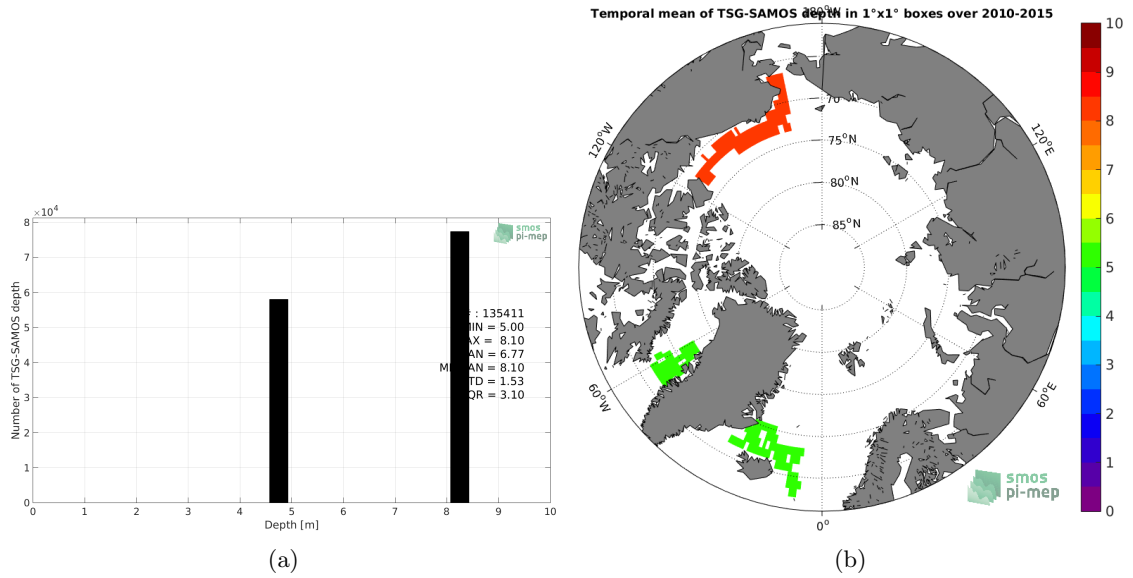 ×10⁴
8
7
6
5
4
3
2
1
0
Number of TSG-SAMOS depth
0 1 2 3 4 5 6 7 8 9 10
Depth [m]
smos
pi-mep
: 135411
MIN = 5.00
AX = 8.10
AN = 6.77
AN = 8.10
TD = 1.53
QR = 3.10
(a)
Temporal mean of TSG-SAMOS depth in 1°x1° boxes over 2010-2015
180°W
120°W
120°E
60°W
60°E
0°
70°N
75°N
80°N
85°N
10
9
8
7
6
5
4
3
2
1
0
smos
pi-mep
(b)